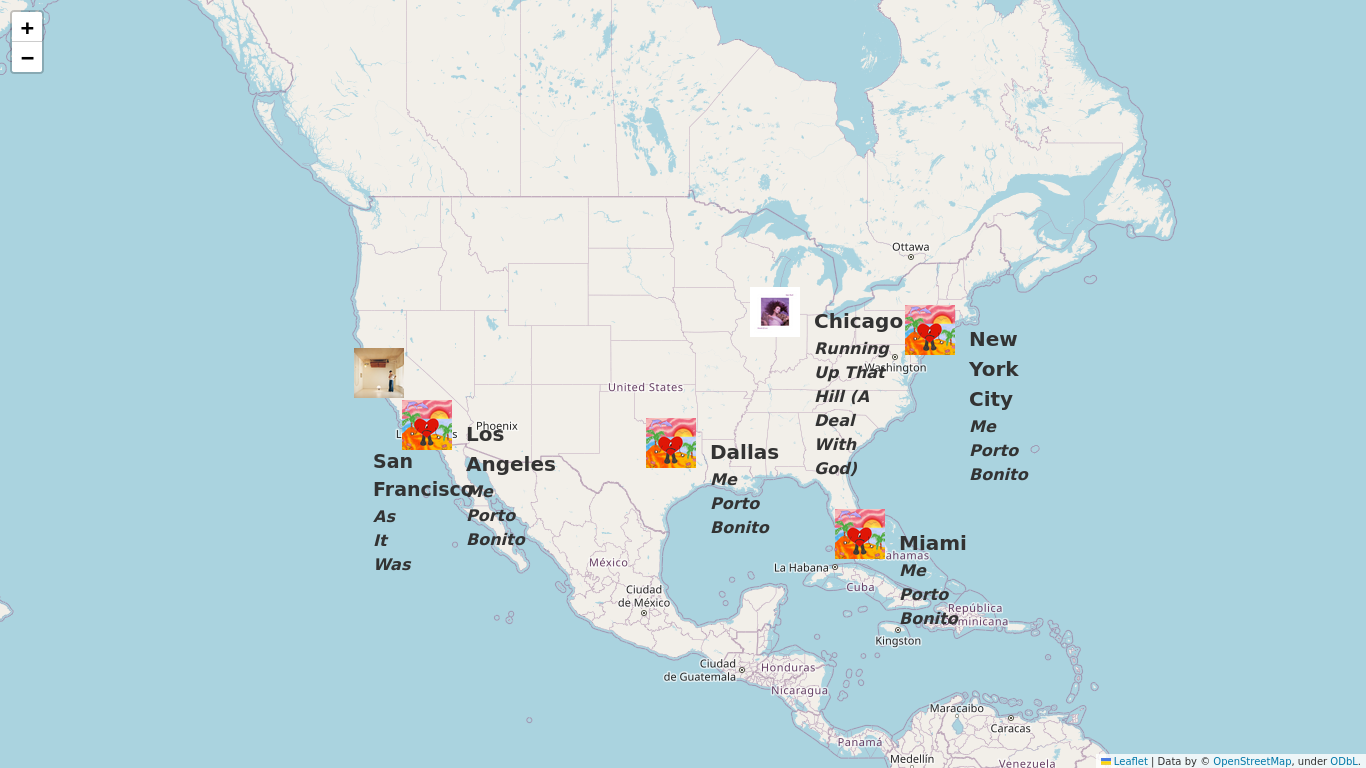 +
−
Ottawa
Chicago
Running
Up That
Hill (A
Deal
With
God)
New
York
City
Me
Porto
Bonito
Washington
United States
Phoenix
Los
Angeles
Me
Porto
Bonito
San
Francisco
As
It
Was
Dallas
Me
Porto
Bonito
Miami
Me
Porto
Bonito
La Habana
Cuba
República
Kingston
México
Ciudad
de México
Ciudad
de Guatemala
Honduras
Nicaragua
Maracaibo
Caracas
Panamá
Medellín
Venezuela
Leaflet | Data by © OpenStreetMap, under ODbL.